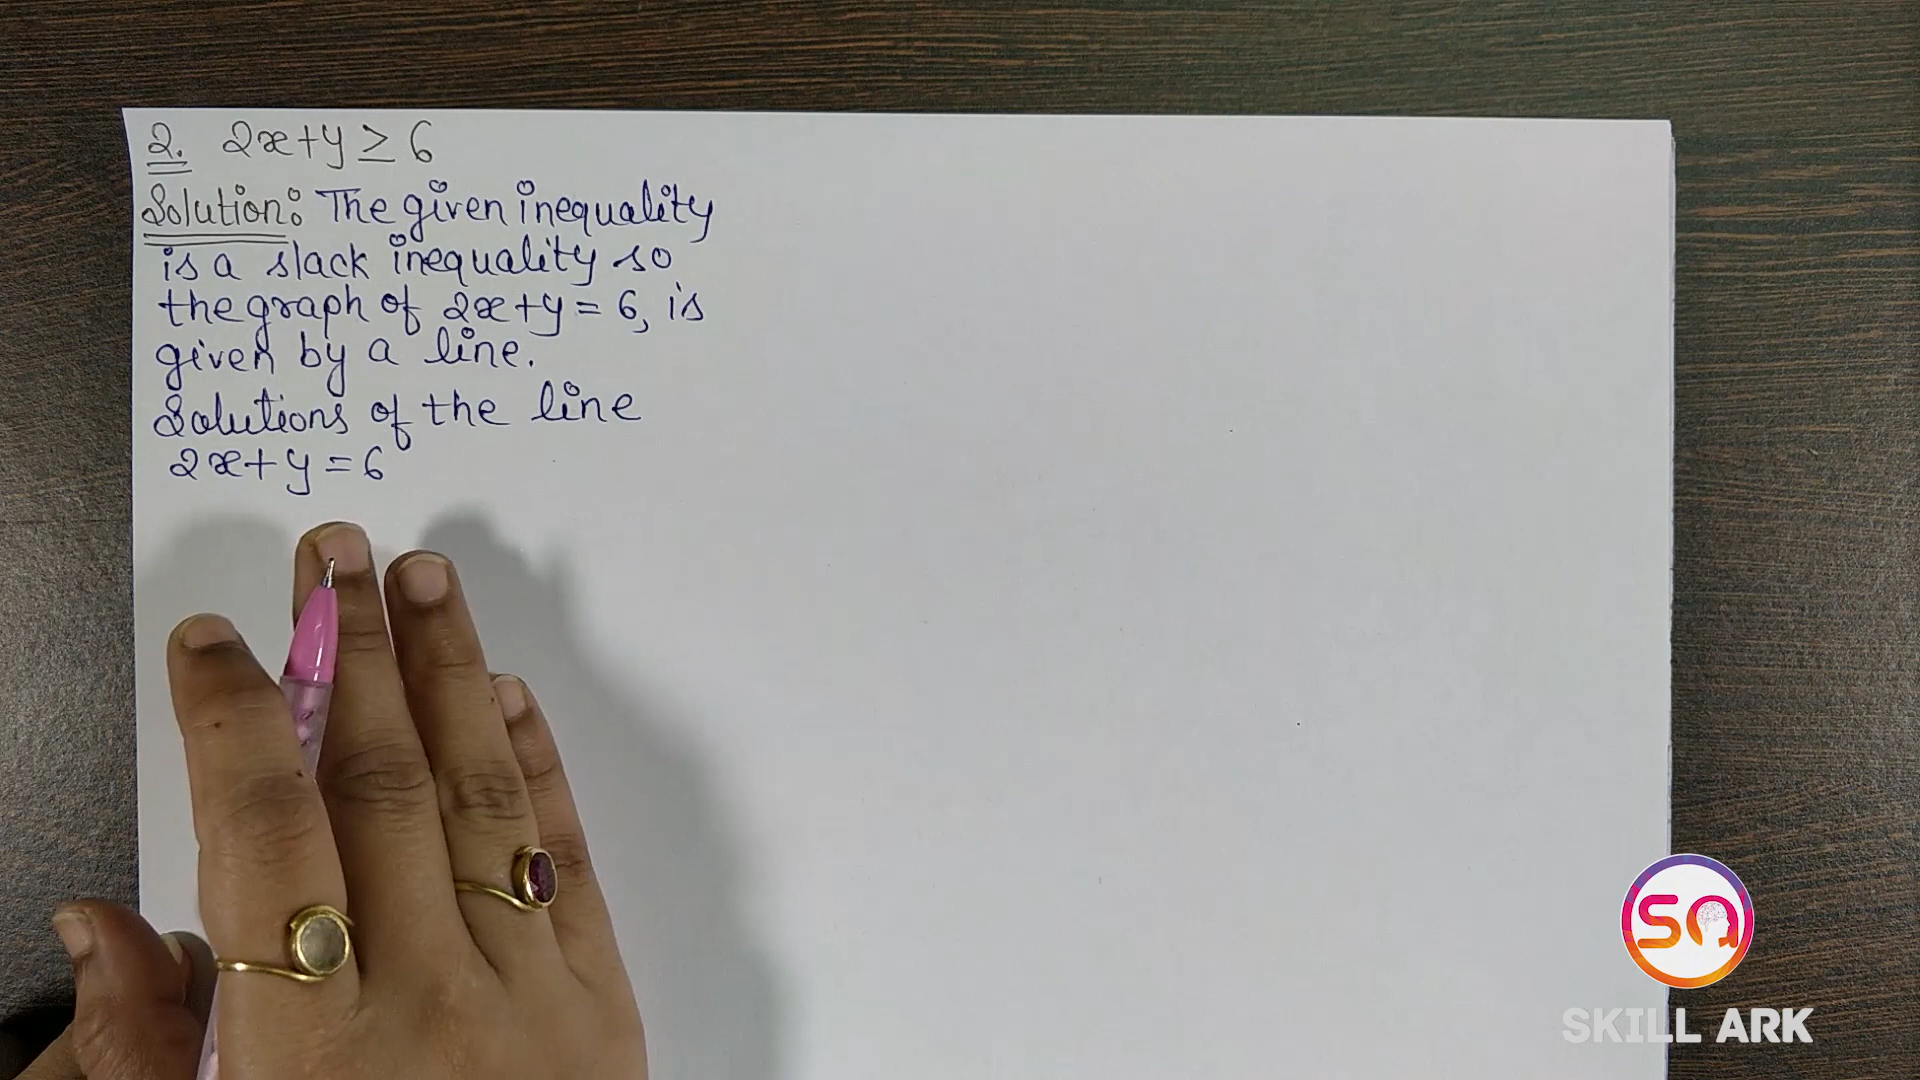 2. 2x+y ≥ 6
Solution: The given inequality
is a slack inequality so
the graph of 2x+y = 6, is
given by a line.
Solutions of the line
2x+y=6
SA
SKILL ARK